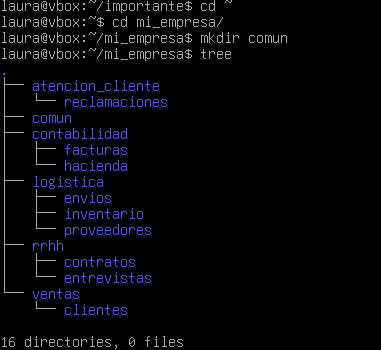 laura@vbox:~/importante$ cd ~
laura@vbox:~$ cd mi_empresa/
laura@vbox:~/mi_empresa$ mkdir comun
laura@vbox:~/mi_empresa$ tree
.
├── atencion_cliente
│   └── reclamaciones
├── comun
├── contabilidad
│   ├── facturas
│   └── hacienda
├── logistica
│   ├── envios
│   ├── inventario
│   └── proveedores
├── rrhh
│   ├── contratos
│   └── entrevistas
└── ventas
    └── clientes
16 directories, 0 files